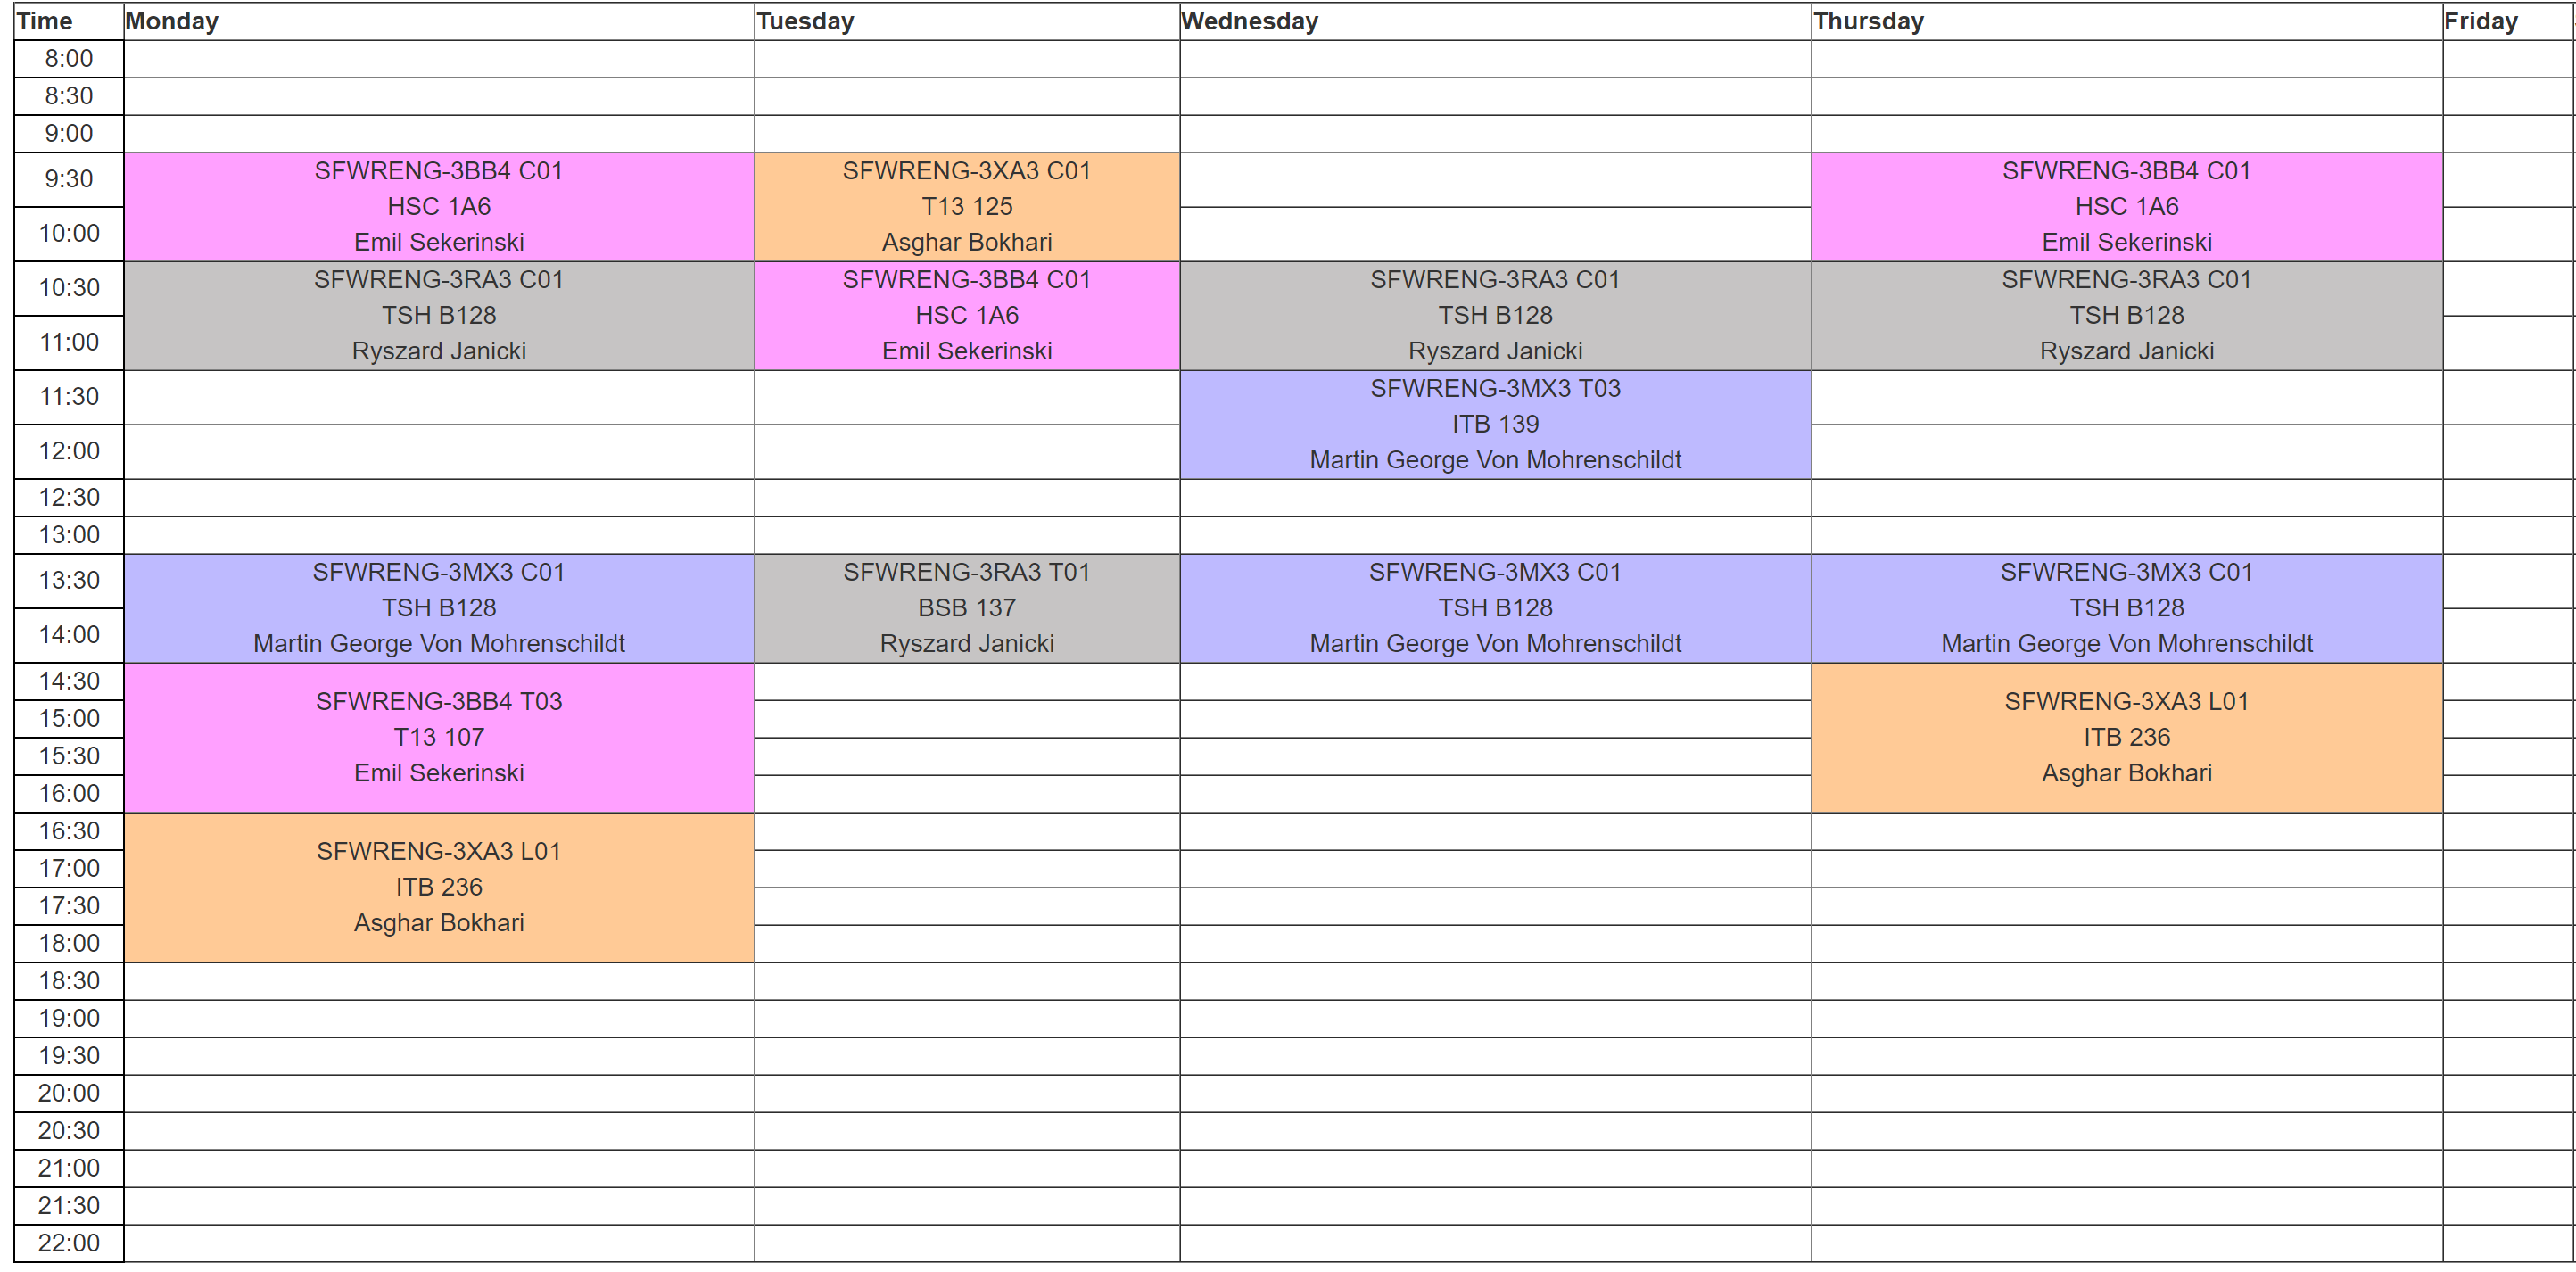 Time Monday Tuesday Wednesday Thursday Friday
8:00
8:30
9:00
9:30
10:00
SFWRENG-3BB4 C01
HSC 1A6
Emil Sekerinski
SFWRENG-3XA3 C01
T13 125
Asghar Bokhari
SFWRENG-3BB4 C01
HSC 1A6
Emil Sekerinski
10:30
11:00
SFWRENG-3RA3 C01
TSH B128
Ryszard Janicki
SFWRENG-3BB4 C01
HSC 1A6
Emil Sekerinski
SFWRENG-3RA3 C01
TSH B128
Ryszard Janicki
SFWRENG-3RA3 C01
TSH B128
Ryszard Janicki
11:30
12:00
SFWRENG-3MX3 T03
ITB 139
Martin George Von Mohrenschildt
12:30
13:00
13:30
14:00
SFWRENG-3MX3 C01
TSH B128
Martin George Von Mohrenschildt
SFWRENG-3RA3 T01
BSB 137
Ryszard Janicki
SFWRENG-3MX3 C01
TSH B128
Martin George Von Mohrenschildt
SFWRENG-3MX3 C01
TSH B128
Martin George Von Mohrenschildt
14:30
15:00
15:30
16:00
SFWRENG-3BB4 T03
T13 107
Emil Sekerinski
SFWRENG-3XA3 L01
ITB 236
Asghar Bokhari
16:30
17:00
17:30
18:00
SFWRENG-3XA3 L01
ITB 236
Asghar Bokhari
18:30
19:00
19:30
20:00
20:30
21:00
21:30
22:00